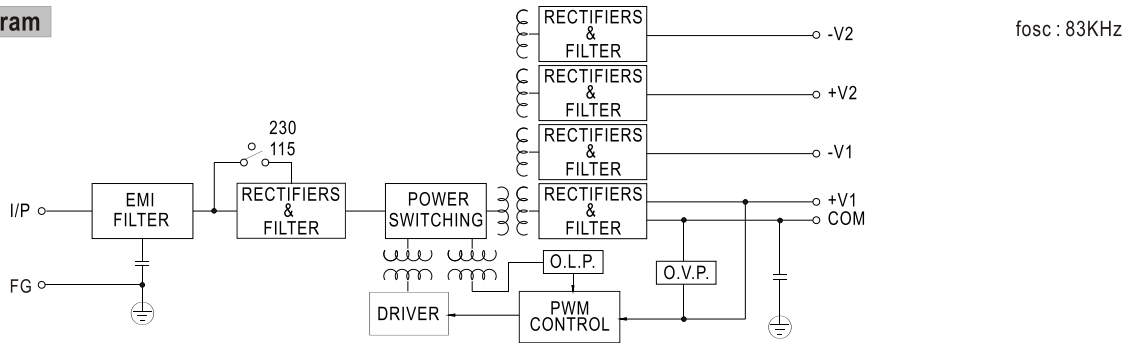 ram
fosc : 83KHz
RECTIFIERS
&
FILTER
-V2
RECTIFIERS
&
FILTER
+V2
RECTIFIERS
&
FILTER
-V1
230
115
I/P
EMI
FILTER
RECTIFIERS
&
FILTER
POWER
SWITCHING
RECTIFIERS
&
FILTER
+V1
COM
O.L.P.
O.V.P.
FG
DRIVER
PWM
CONTROL